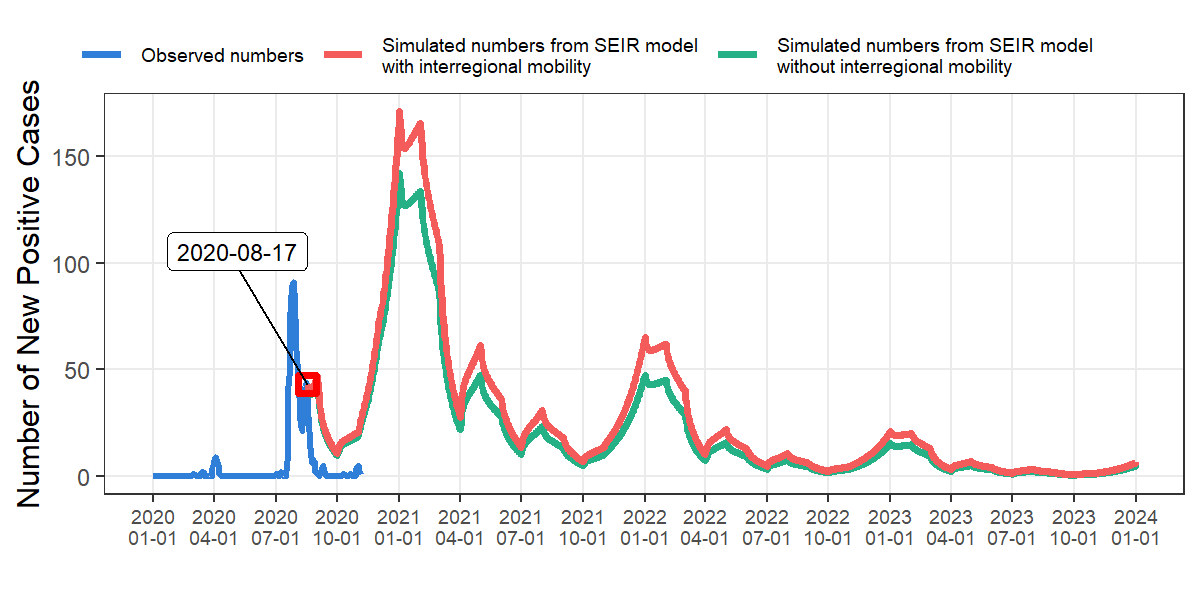 Observed numbers
Simulated numbers from SEIR model
with interregional mobility
Simulated numbers from SEIR model
without interregional mobility
Number of New Positive Cases
150
100
50
0
2020-08-17
2020 2020 2020 2020 2021 2021 2021 2021 2022 2022 2022 2022 2023 2023 2023 2023 2024
01-01 04-01 07-01 10-01 01-01 04-01 07-01 10-01 01-01 04-01 07-01 10-01 01-01 04-01 07-01 10-01 01-01